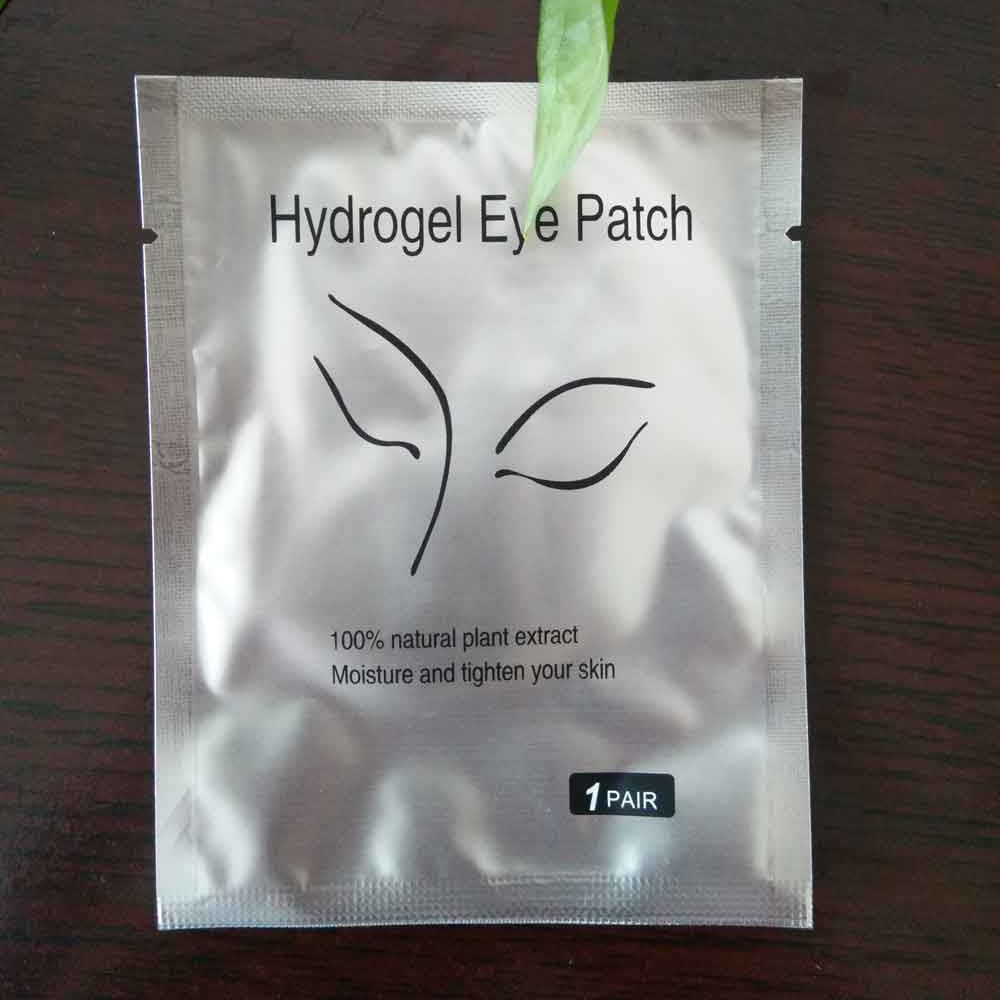 Hydrogel Eye Patch
100% natural plant extract
Moisture and tighten your skin
1 PAIR